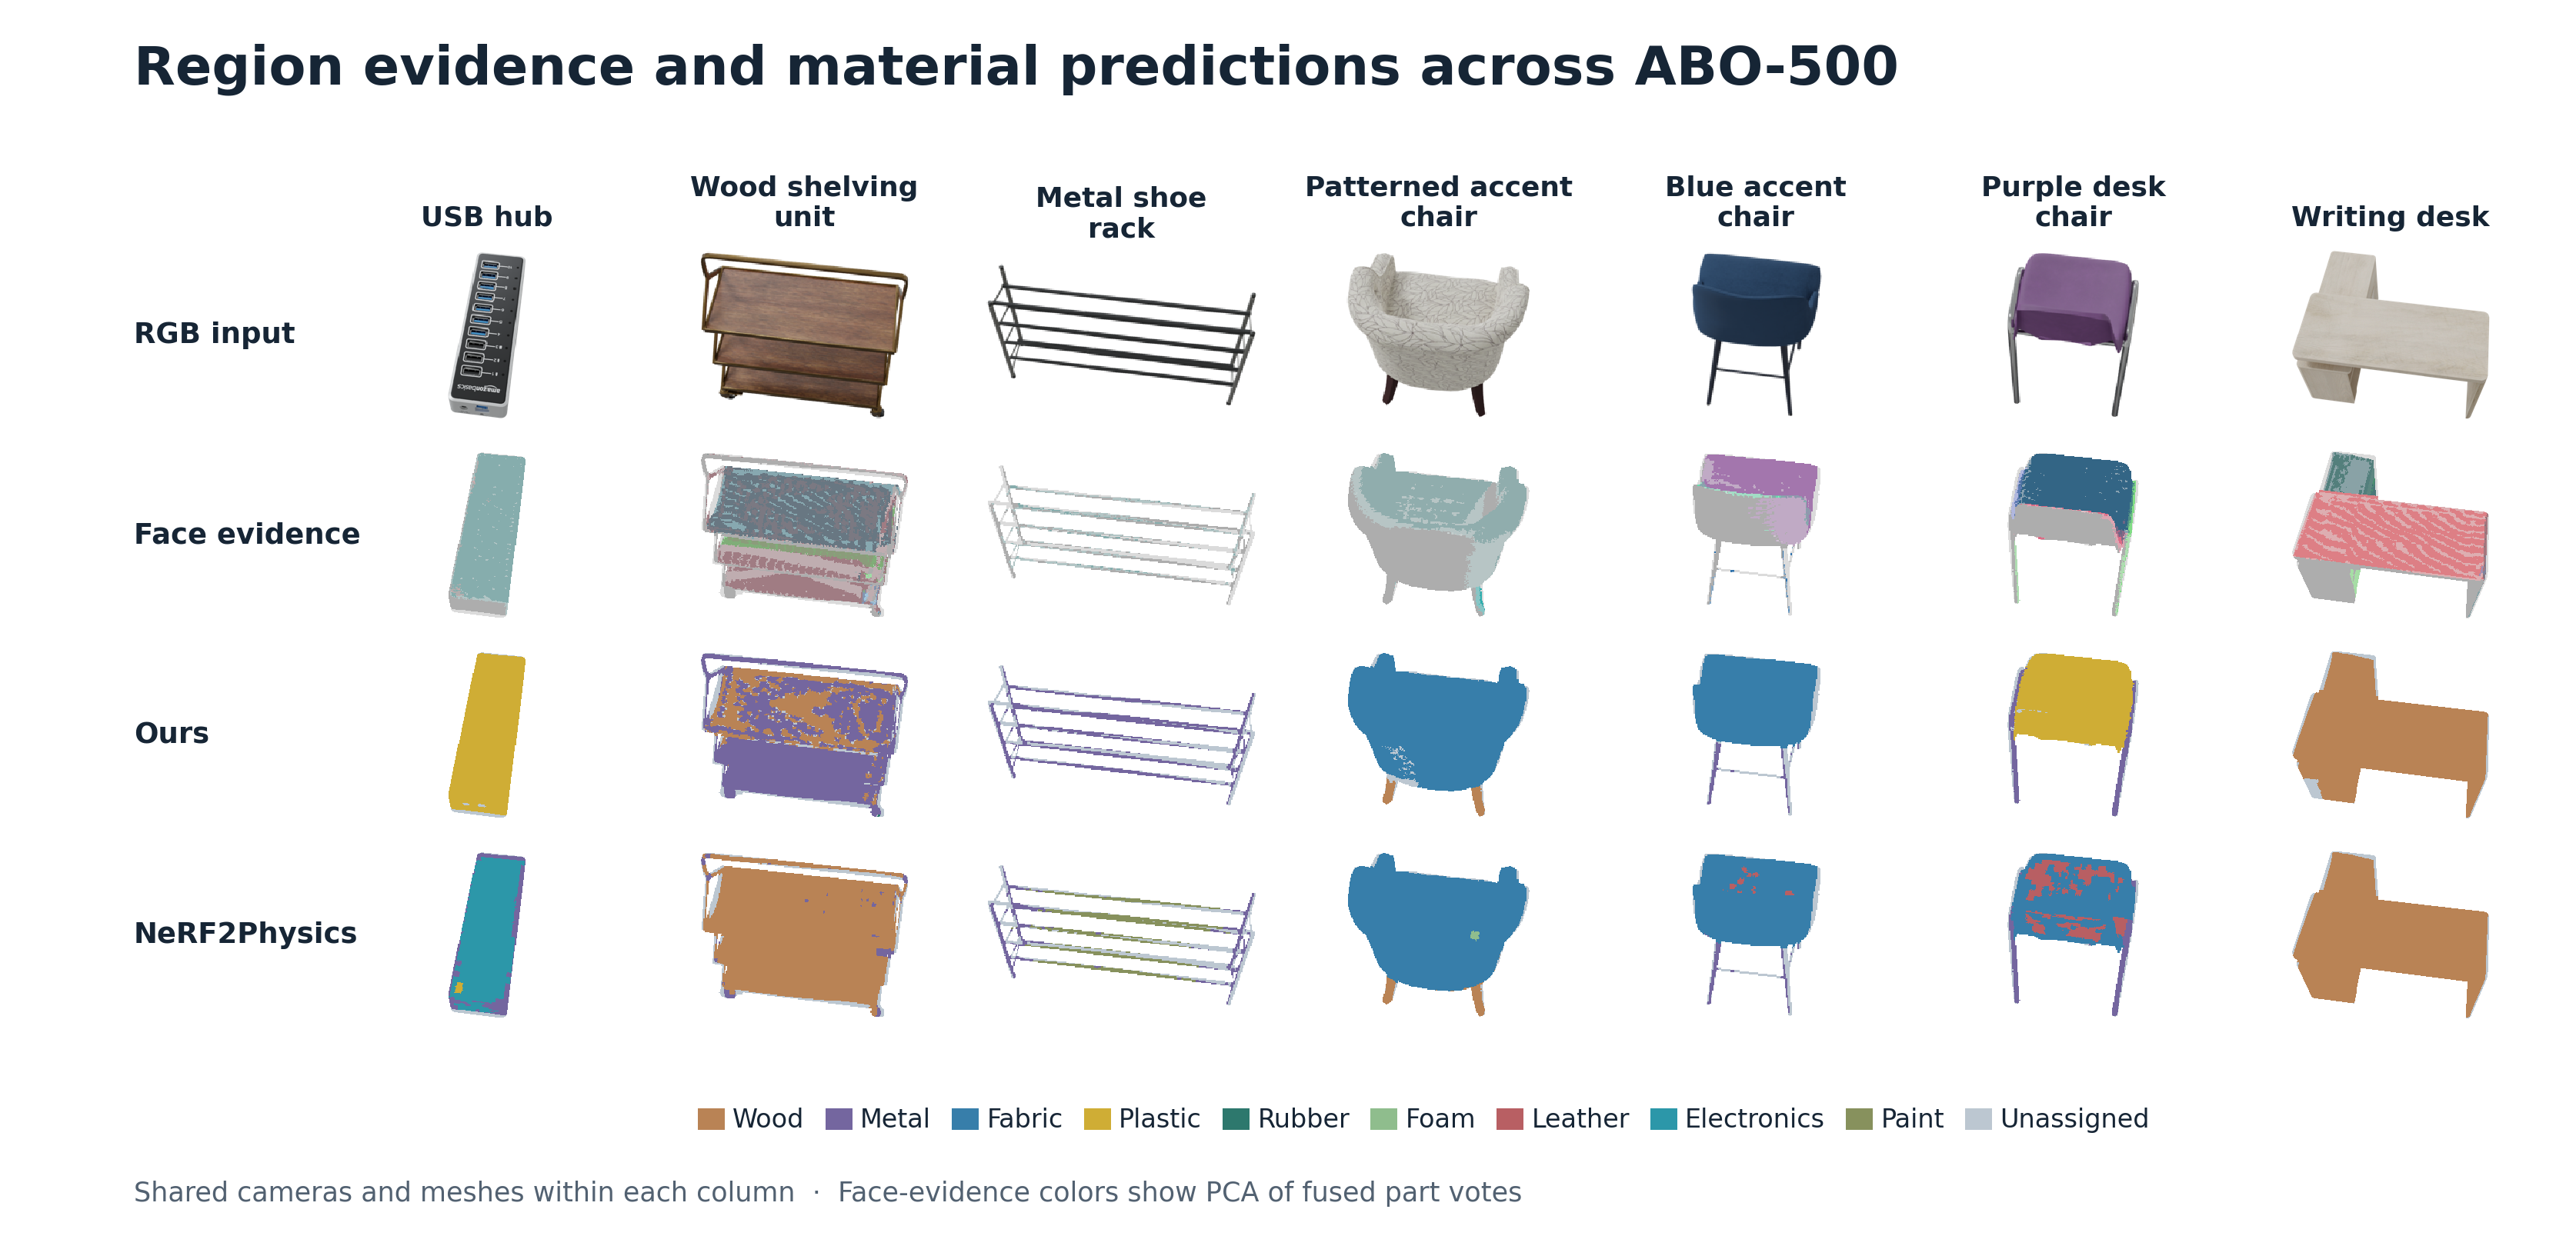 Region evidence and material predictions across ABO-500
USB hub
Wood shelving
unit
Metal shoe
rack
Patterned accent
chair
Blue accent
chair
Purple desk
chair
Writing desk
RGB input
amazonbasics
Face evidence
Ours
NeRF2Physics
Wood
Metal
Fabric
Plastic
Rubber
Foam
Leather
Electronics
Paint
Unassigned
Shared cameras and meshes within each column · Face-evidence colors show PCA of fused part votes